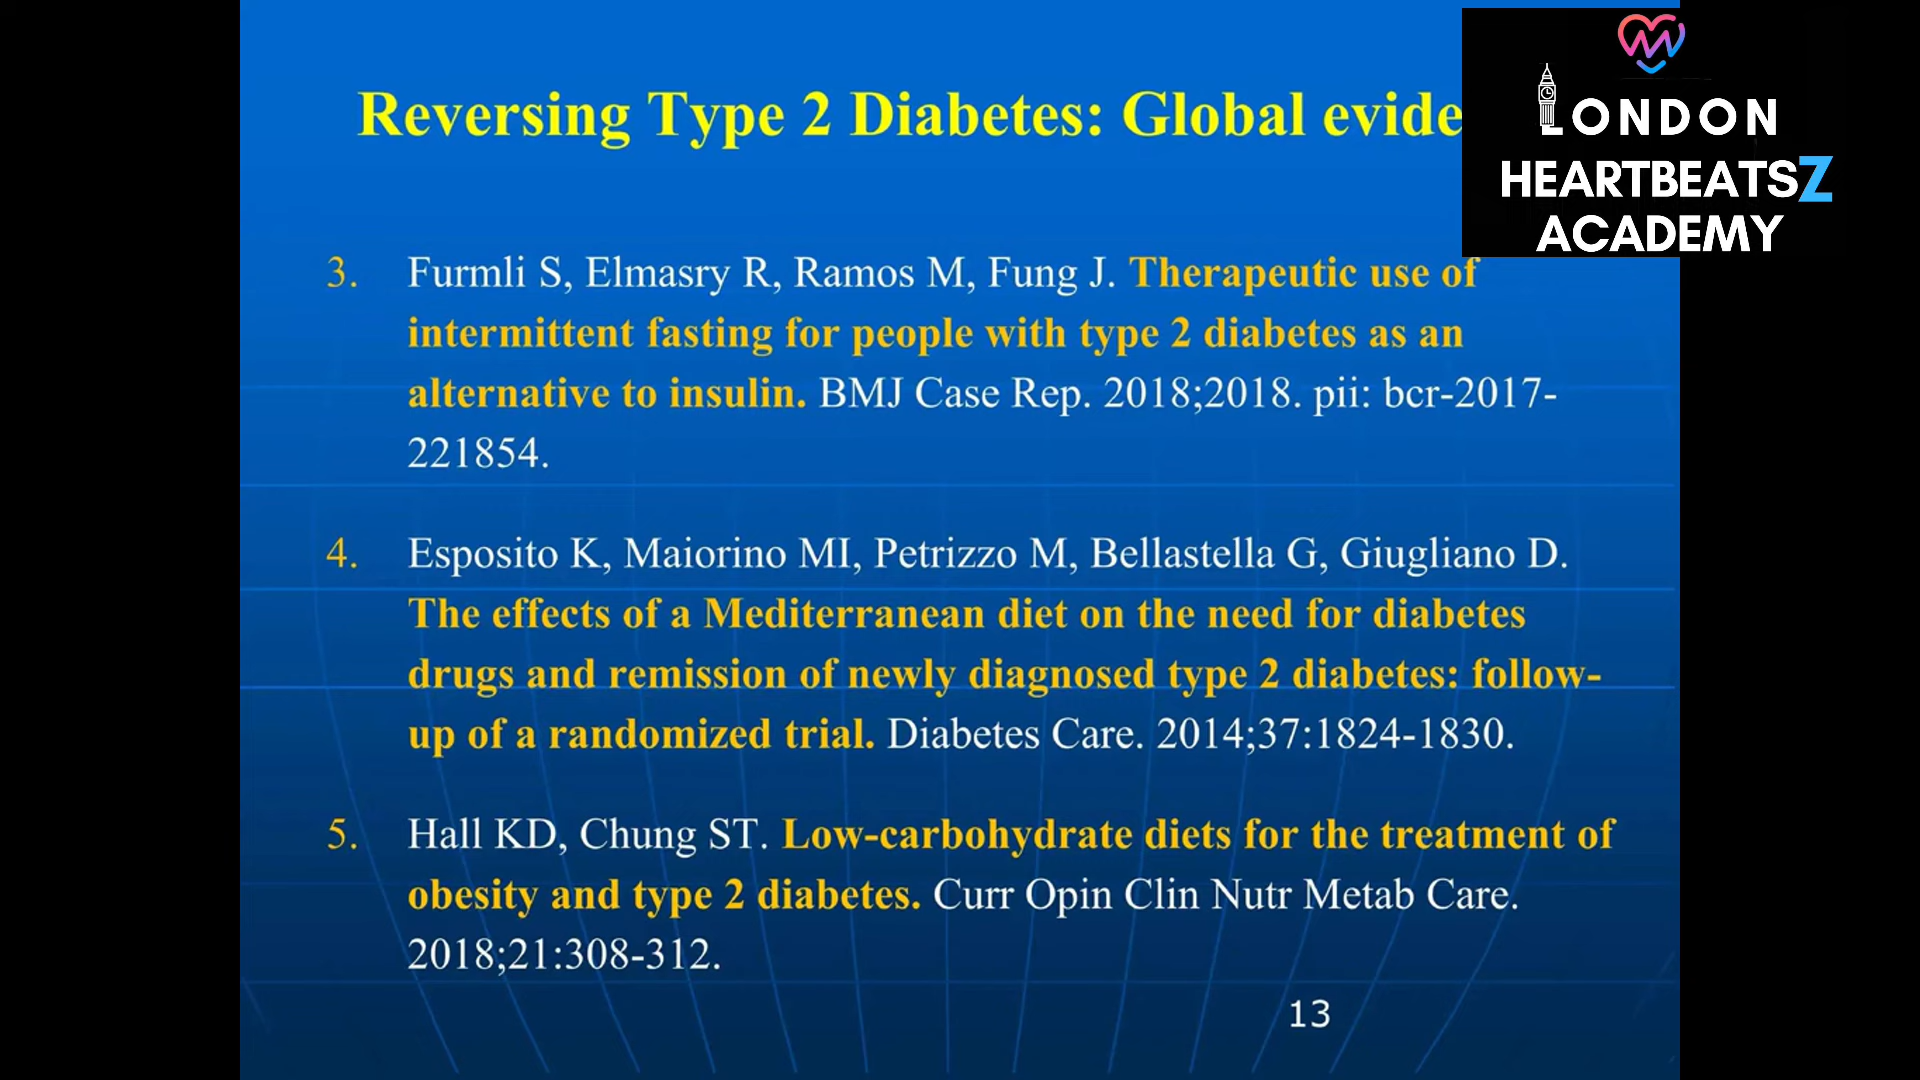 Reversing Type 2 Diabetes: Global evide
LONDON
HEARTBEATSZ
ACADEMY
3. Furmli S, Elmasry R, Ramos M, Fung J. Therapeutic use of
intermittent fasting for people with type 2 diabetes as an
alternative to insulin. BMJ Case Rep. 2018;2018. pii: bcr-2017-
221854.
4. Esposito K, Maiorino MI, Petrizzo M, Bellastella G, Giugliano D.
The effects of a Mediterranean diet on the need for diabetes
drugs and remission of newly diagnosed type 2 diabetes: follow-
up of a randomized trial. Diabetes Care. 2014;37:1824-1830.
5. Hall KD, Chung ST. Low-carbohydrate diets for the treatment of
obesity and type 2 diabetes. Curr Opin Clin Nutr Metab Care.
2018;21:308-312.
13